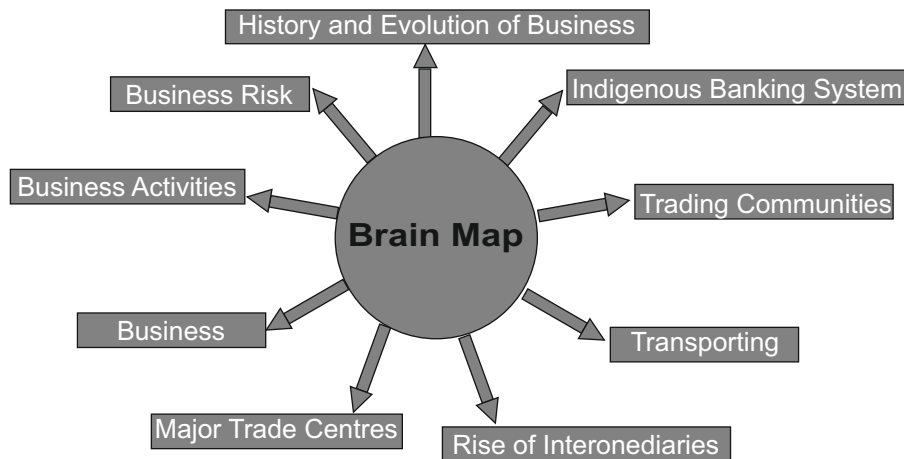 History and Evolution of Business
Business Risk
Indigenous Banking System
Business Activities
Trading Communities
Brain Map
Business
Transporting
Major Trade Centres
Rise of Interonediaries